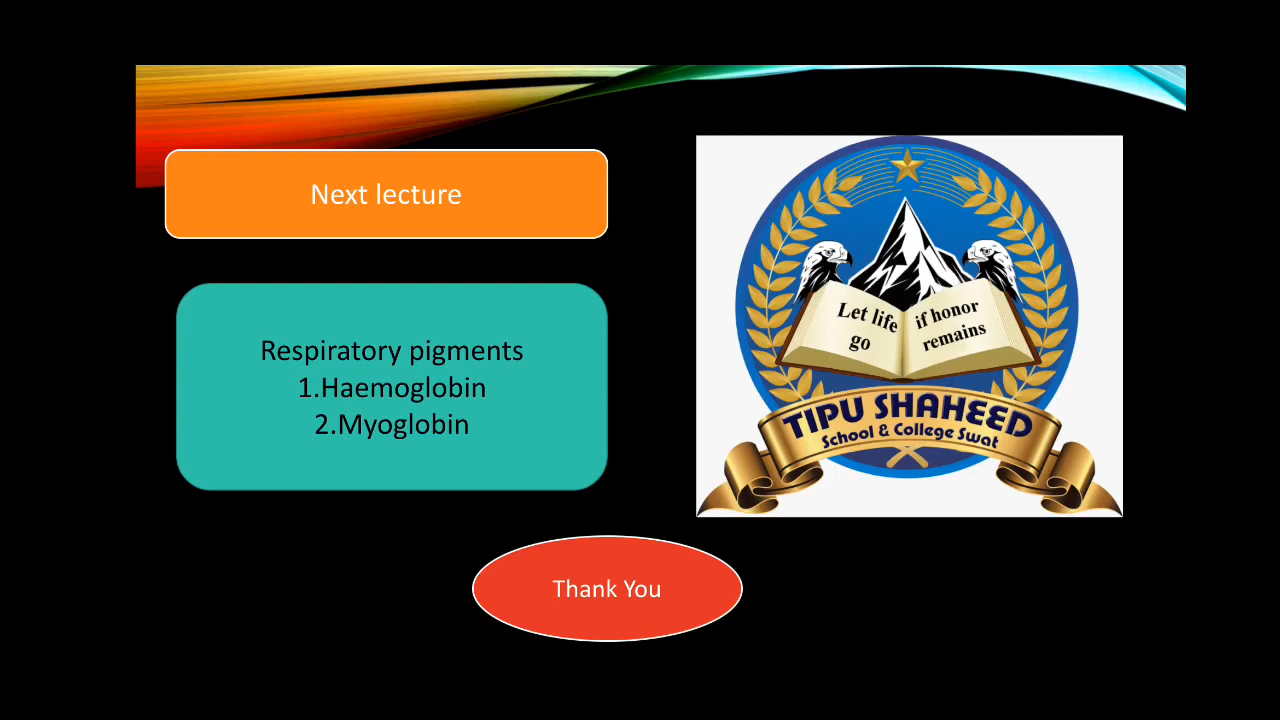 Next lecture
Respiratory pigments
1.Haemoglobin
2.Myoglobin
Let life
go
if honor
remains
TIPU SHAHEED
School & College Swat
Thank You